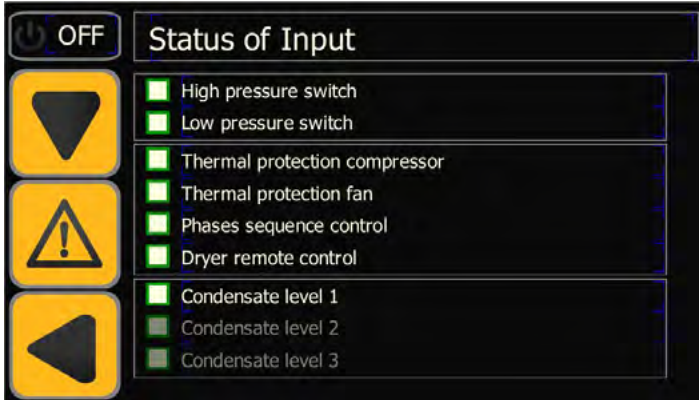 OFF
Status of Input
High pressure switch
Low pressure switch
Thermal protection compressor
Thermal protection fan
Phases sequence control
Dryer remote control
Condensate level 1
Condensate level 2
Condensate level 3